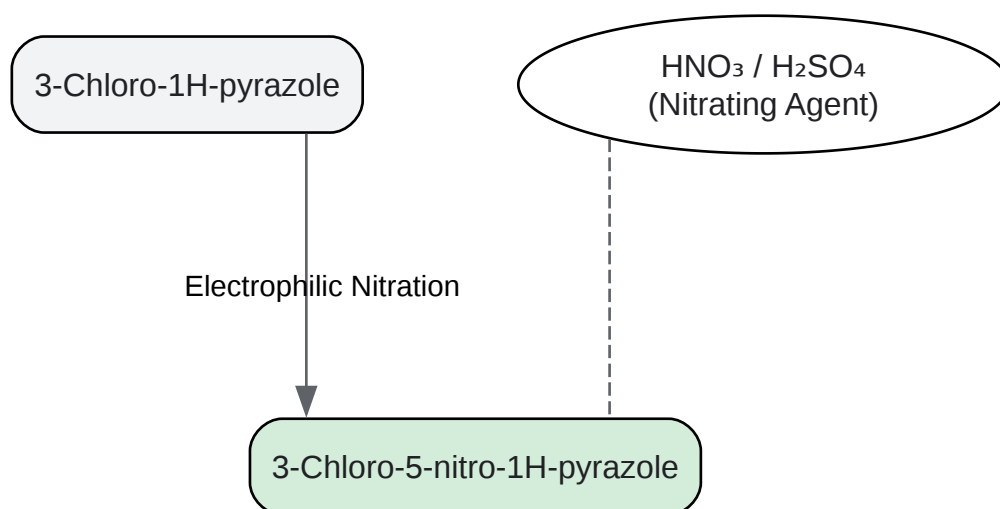 3-Chloro-1H-pyrazole
HNO₃ / H₂SO₄
(Nitrating Agent)
Electrophilic Nitration
3-Chloro-5-nitro-1H-pyrazole